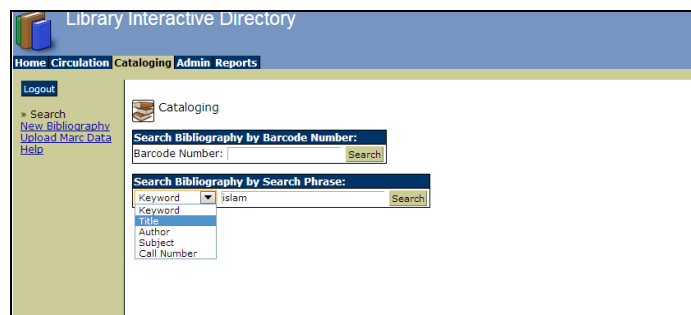 Library Interactive Directory
Home Circulation Cataloging Admin Reports
Logout
» Search
New Bibliography
Upload Marc Data
Help
Cataloging
Search Bibliography by Barcode Number:
Barcode Number: Search
Search Bibliography by Search Phrase:
Keyword islam Search
Keyword
Title
Author
Subject
Call Number